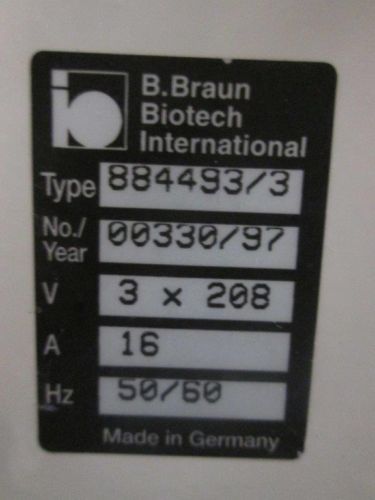 B.Braun
Biotech
International
Type 884493/3
No./
Year 00330/97
V 3 x 208
A 16
Hz 50/60
Made in Germany